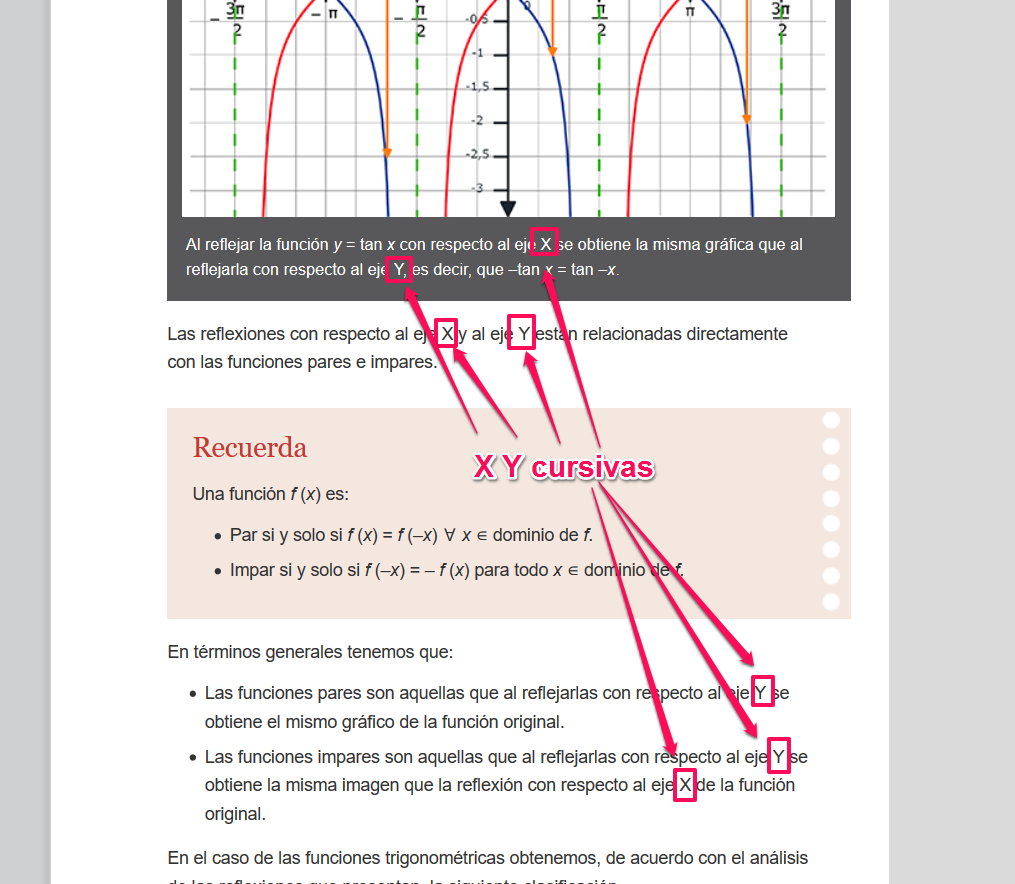 – 3π/2 – π – π/2 -0,5 0 π/2 π 3π/2
-1
-1,5
-2
-2,5
-3
Al reflejar la función y = tan x con respecto al eje X se obtiene la misma gráfica que al
reflejarla con respecto al eje Y, es decir, que –tan x = tan –x.
Las reflexiones con respecto al eje X y al eje Y están relacionadas directamente
con las funciones pares e impares.
Recuerda
X Y cursivas
Una función f (x) es:
• Par si y solo si f (x) = f (–x) ∀ x ∈ dominio de f.
• Impar si y solo si f (–x) = – f (x) para todo x ∈ dominio de f.
En términos generales tenemos que:
• Las funciones pares son aquellas que al reflejarlas con respecto al eje Y se
obtiene el mismo gráfico de la función original.
• Las funciones impares son aquellas que al reflejarlas con respecto al eje Y se
obtiene la misma imagen que la reflexión con respecto al eje X de la función
original.
En el caso de las funciones trigonométricas obtenemos, de acuerdo con el análisis